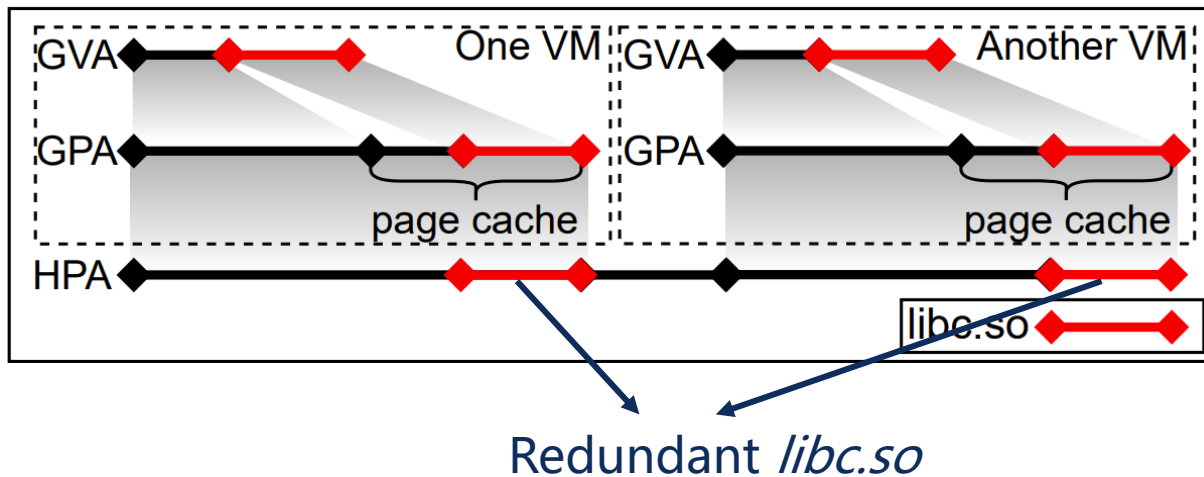 GVA One VM GVA Another VM
GPA GPA
page cache page cache
HPA
libc.so
Redundant libc.so